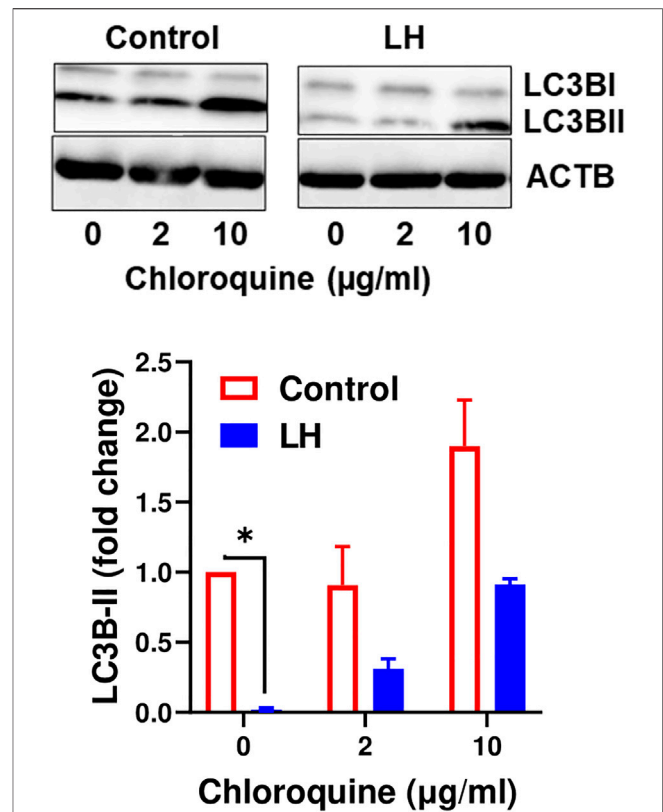 Control LH
LC3BI
LC3BII
ACTB
0 2 10 0 2 10
Chloroquine (µg/ml)
2.5
2.0
1.5
1.0
0.5
0.0
LC3B-II (fold change)
Control
LH
*
0 2 10
Chloroquine (µg/ml)